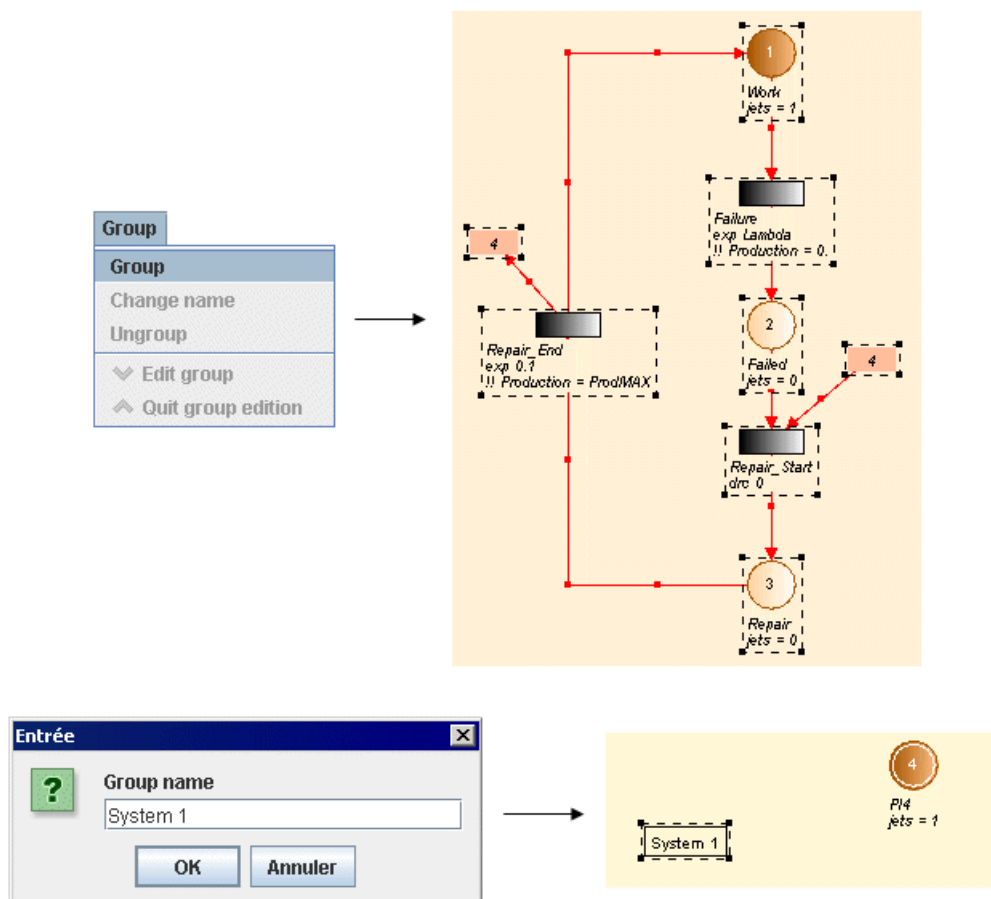 Group
Group
Change name
Ungroup
Edit group
Quit group edition
1
Work
jets = 1
Failure
exp Lambda
!! Production = 0.
4
Repair_End
exp 0.1
!! Production = ProdMAX
2
Failed
jets = 0
4
Repair_Start
drc 0
3
Repair
jets = 0
Entrée
Group name
System 1
OK
Annuler
4
Pl4
jets = 1
System 1